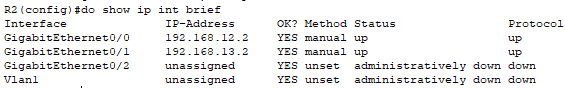 R2(config)#do show ip int brief
Interface IP-Address OK? Method Status Protocol
GigabitEthernet0/0 192.168.12.2 YES manual up up
GigabitEthernet0/1 192.168.13.2 YES manual up up
GigabitEthernet0/2 unassigned YES unset administratively down down
Vlan1 unassigned YES unset administratively down down